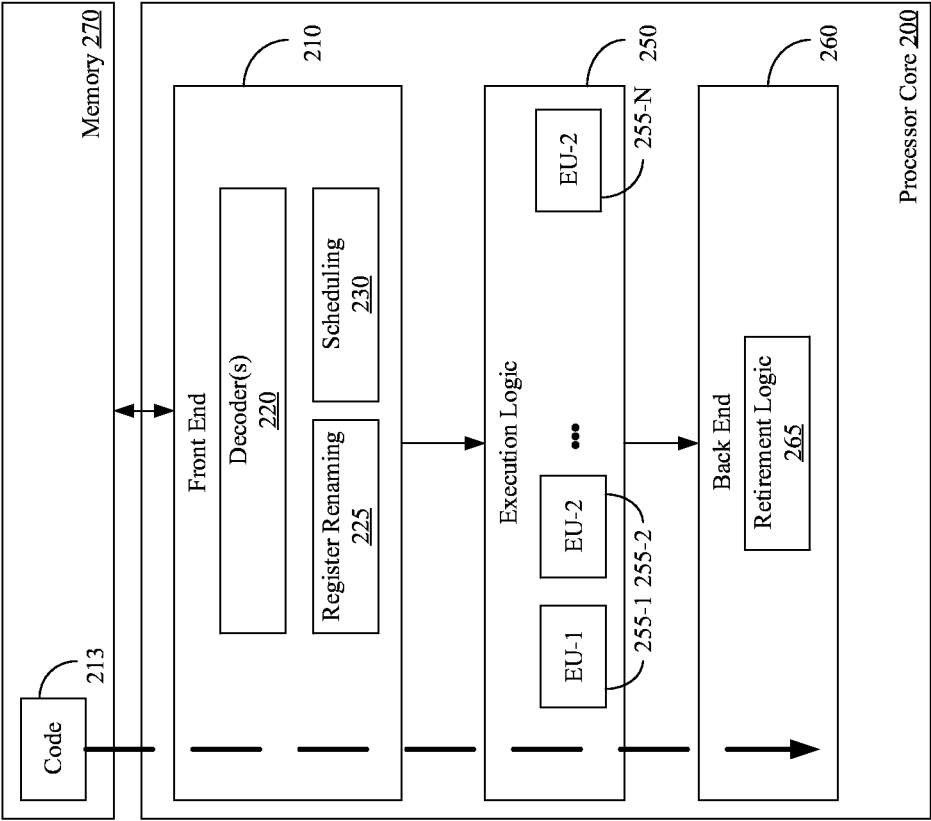 Memory 270
Code
213
Processor Core 200
210
Front End
Decoder(s)
220
Register Renaming
225
Scheduling
230
250
Execution Logic
EU-1
EU-2
•••
EU-2
255-1
255-2
255-N
260
Back End
Retirement Logic
265